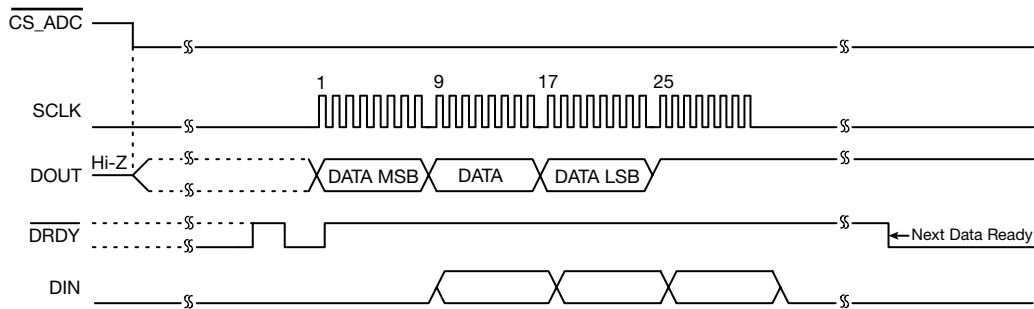 CS_ADC
1 9 17 25
SCLK
Hi-Z
DOUT DATA MSB DATA DATA LSB
DRDY Next Data Ready
DIN